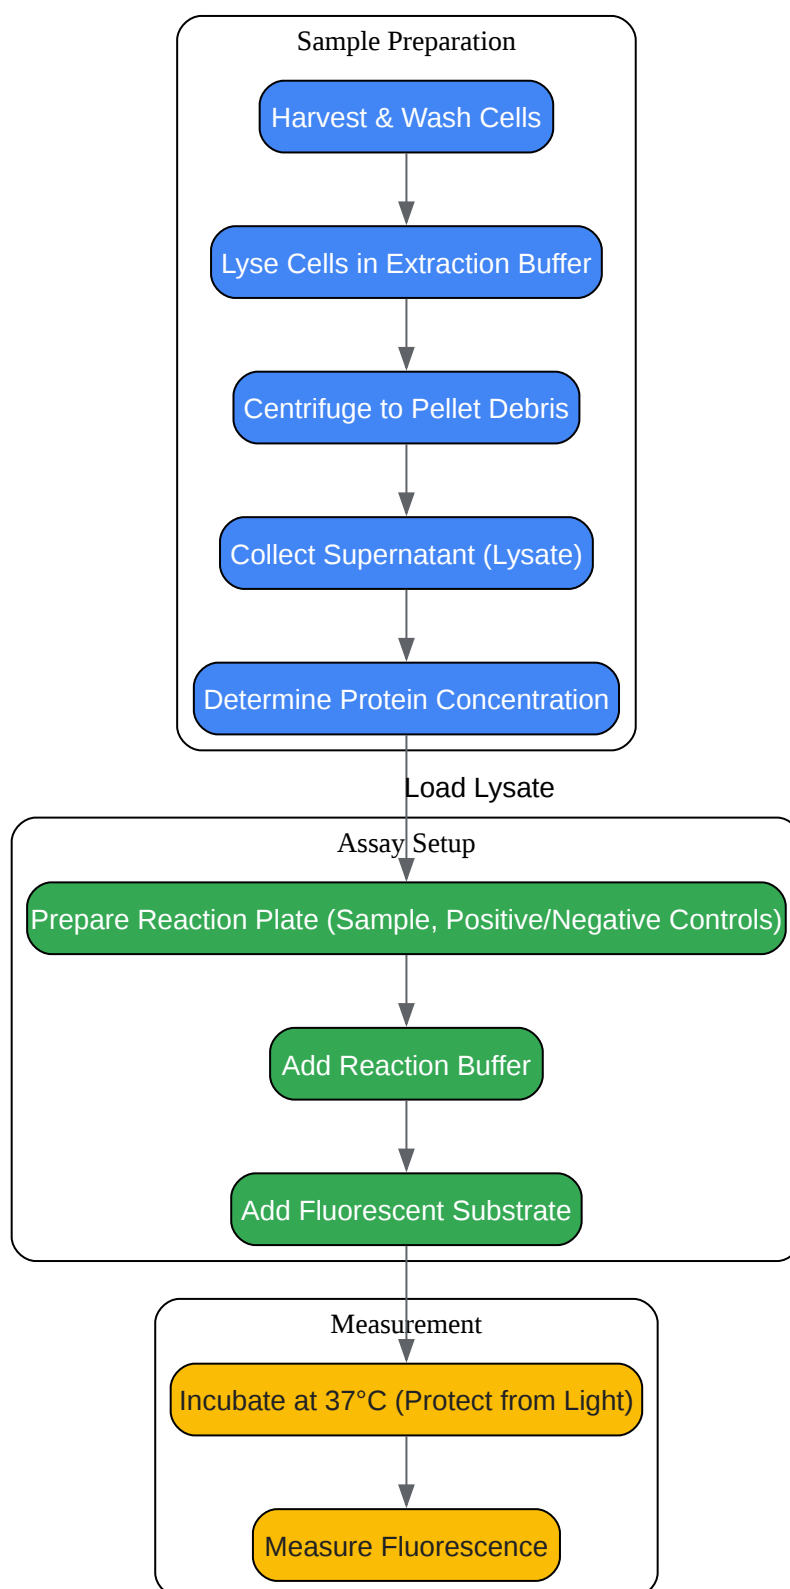 Sample Preparation
Harvest & Wash Cells
Lyse Cells in Extraction Buffer
Centrifuge to Pellet Debris
Collect Supernatant (Lysate)
Determine Protein Concentration
Load Lysate
Assay Setup
Prepare Reaction Plate (Sample, Positive/Negative Controls)
Add Reaction Buffer
Add Fluorescent Substrate
Measurement
Incubate at 37°C (Protect from Light)
Measure Fluorescence